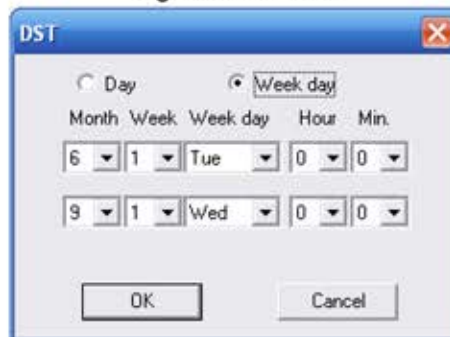 DST
Day Week day
Month Week Week day Hour Min.
6 1 Tue 0 0
9 1 Wed 0 0
OK Cancel